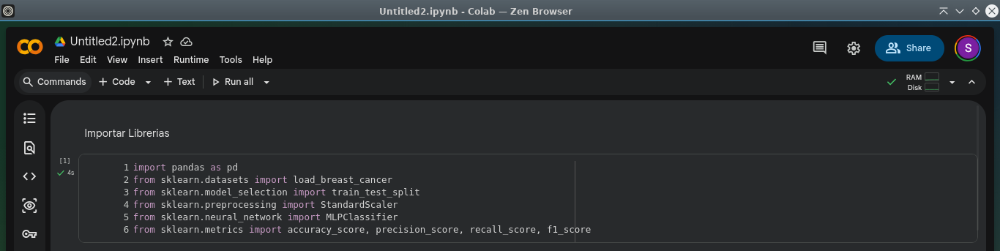 Untitled2.ipynb - Colab — Zen Browser
Untitled2.ipynb
File Edit View Insert Runtime Tools Help
Share
S
Commands + Code + Text Run all
RAM
Disk
Importar Librerias
[1]
4s
1 import pandas as pd
2 from sklearn.datasets import load_breast_cancer
3 from sklearn.model_selection import train_test_split
4 from sklearn.preprocessing import StandardScaler
5 from sklearn.neural_network import MLPClassifier
6 from sklearn.metrics import accuracy_score, precision_score, recall_score, f1_score